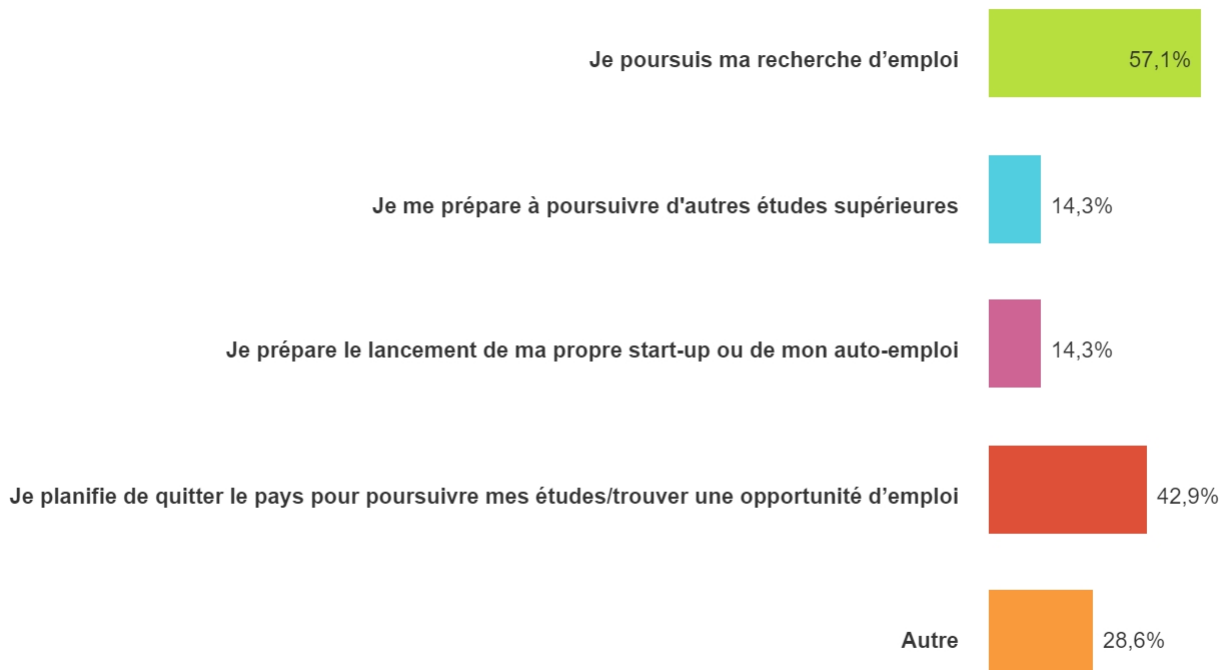 Je poursuis ma recherche d’emploi 57,1%
Je me prépare à poursuivre d'autres études supérieures 14,3%
Je prépare le lancement de ma propre start-up ou de mon auto-emploi 14,3%
Je planifie de quitter le pays pour poursuivre mes études/trouver une opportunité d’emploi 42,9%
Autre 28,6%